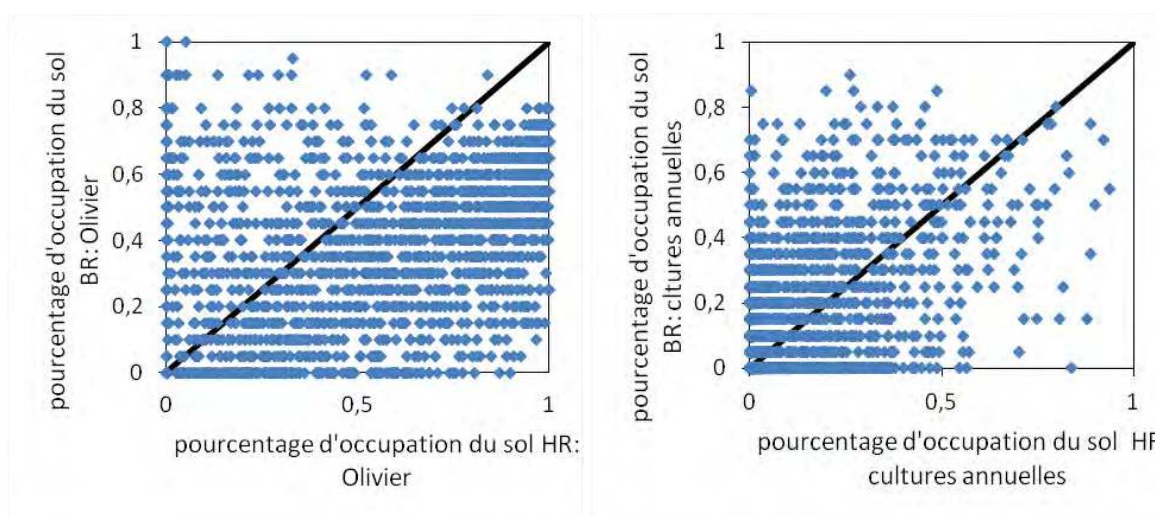 pourcentage d'occupation du sol
BR: Olivier
1
0,8
0,6
0,4
0,2
0
0
0,5
1
pourcentage d'occupation du sol HR:
Olivier
pourcentage d'occupation du sol
BR: cltures annuelles
1
0,8
0,6
0,4
0,2
0
0
0,5
1
pourcentage d'occupation du sol HR
cultures annuelles